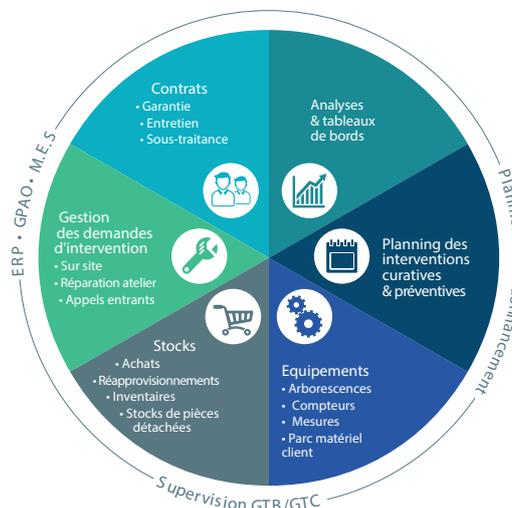 Contrats
• Garantie
• Entretien
• Sous-traitance
Analyses
& tableaux
de bords
Gestion
des demandes
d'intervention
• Sur site
• Réparation atelier
• Appels entrants
Planning des
interventions
curatives
& préventives
Stocks
• Achats
• Réapprovisionnements
• Inventaires
• Stocks de pièces
détachées
Equipements
• Arborescences
• Compteurs
• Mesures
• Parc matériel
client
ERP • GPAO • M.E.S
Supervision GTB/GTC